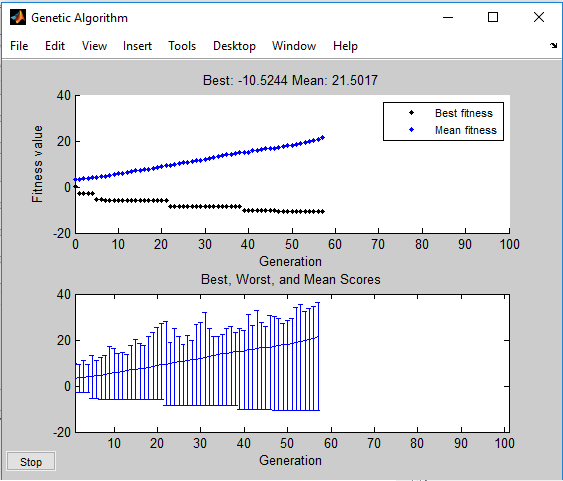 Genetic Algorithm
File Edit View Insert Tools Desktop Window Help
Best: -10.5244 Mean: 21.5017
40
20
0
-20
Fitness value
Best fitness
Mean fitness
0 10 20 30 40 50 60 70 80 90 100
Generation
Best, Worst, and Mean Scores
40
20
0
-20
10 20 30 40 50 60 70 80 90 100
Generation
Stop